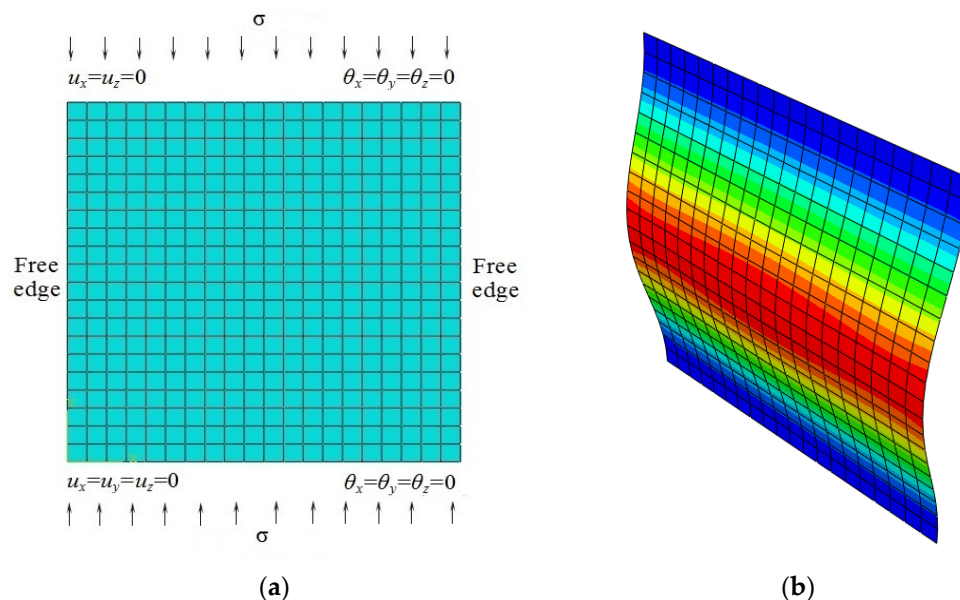 σ
u_x=u_z=0 θ_x=θ_y=θ_z=0
Free edge
Free edge
u_x=u_y=u_z=0 θ_x=θ_y=θ_z=0
σ
(a) (b)